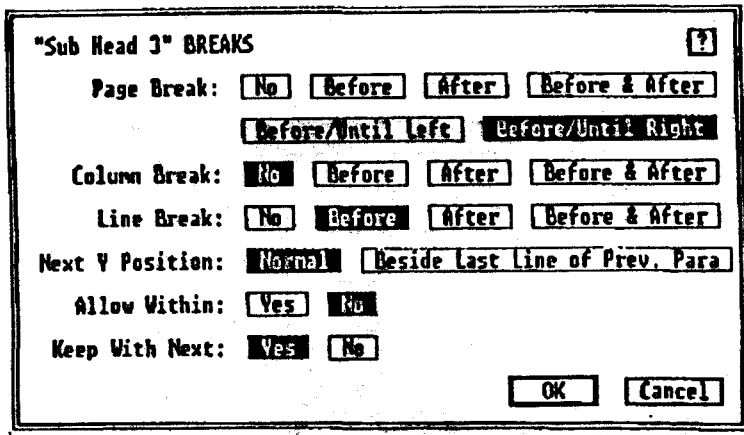 "Sub Head 3" BREAKS [?]
Page Break: No Before After Before & After
Before/Until Left Before/Until Right
Column Break: No Before After Before & After
Line Break: No Before After Before & After
Next Y Position: Normal Beside Last Line of Prev. Para
Allow Within: Yes No
Keep With Next: Yes No
OK Cancel